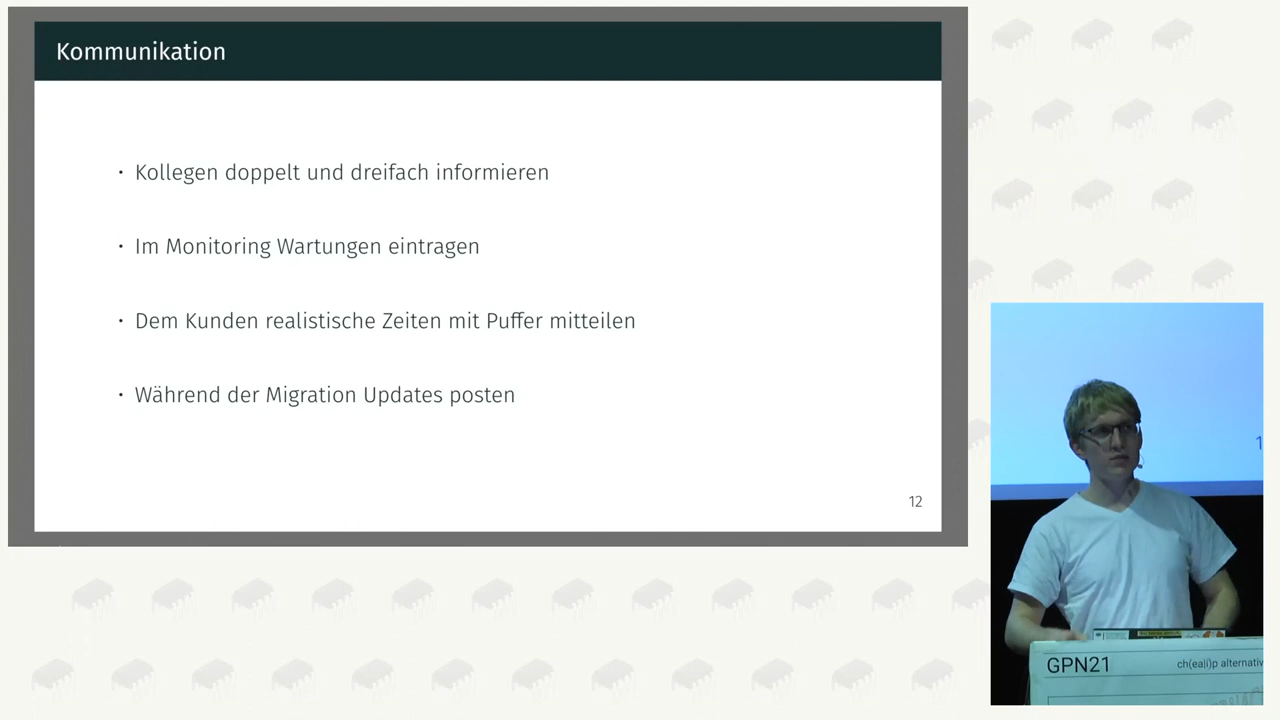 Kommunikation
• Kollegen doppelt und dreifach informieren
• Im Monitoring Wartungen eintragen
• Dem Kunden realistische Zeiten mit Puffer mitteilen
• Während der Migration Updates posten
12
1
GPN21
ch(ea|i)p alternativ